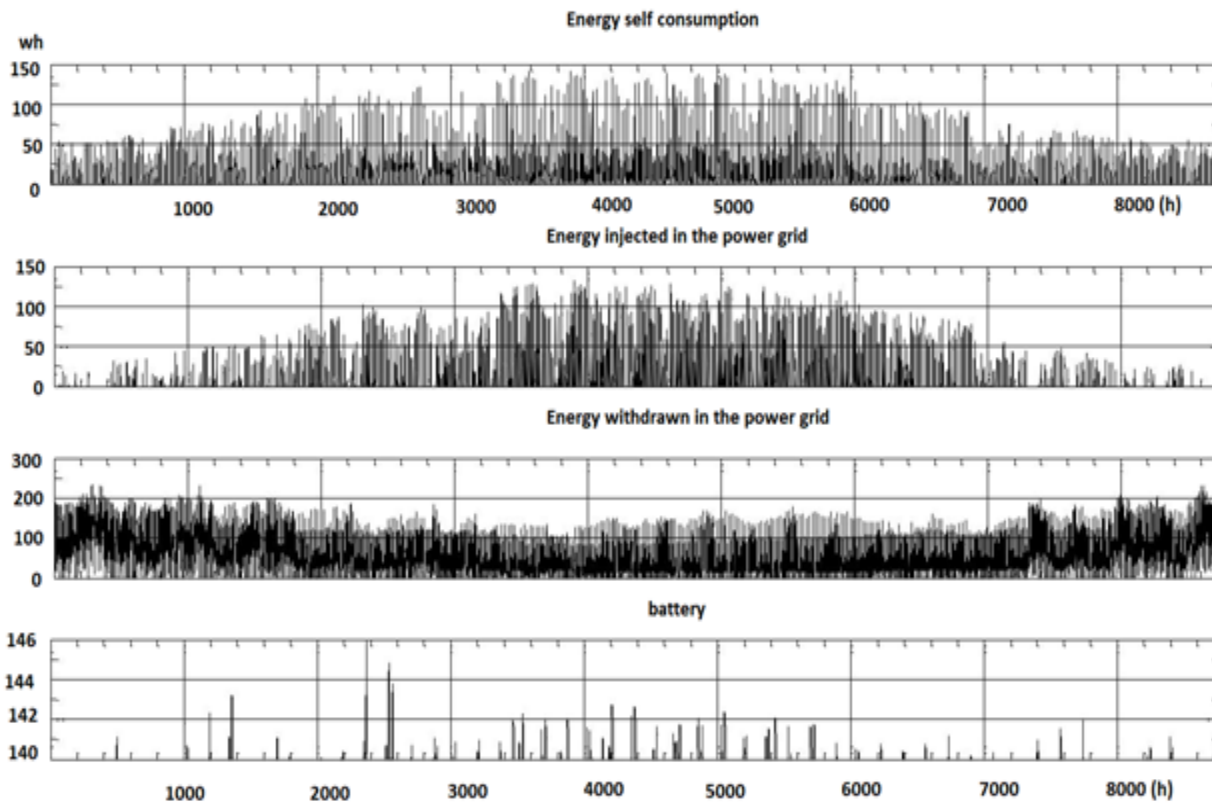 Energy self consumption
wh
150
100
50
0
1000 2000 3000 4000 5000 6000 7000 8000 (h)
Energy injected in the power grid
150
100
50
0
Energy withdrawn in the power grid
300
200
100
0
battery
146
144
142
140
1000 2000 3000 4000 5000 6000 7000 8000 (h)